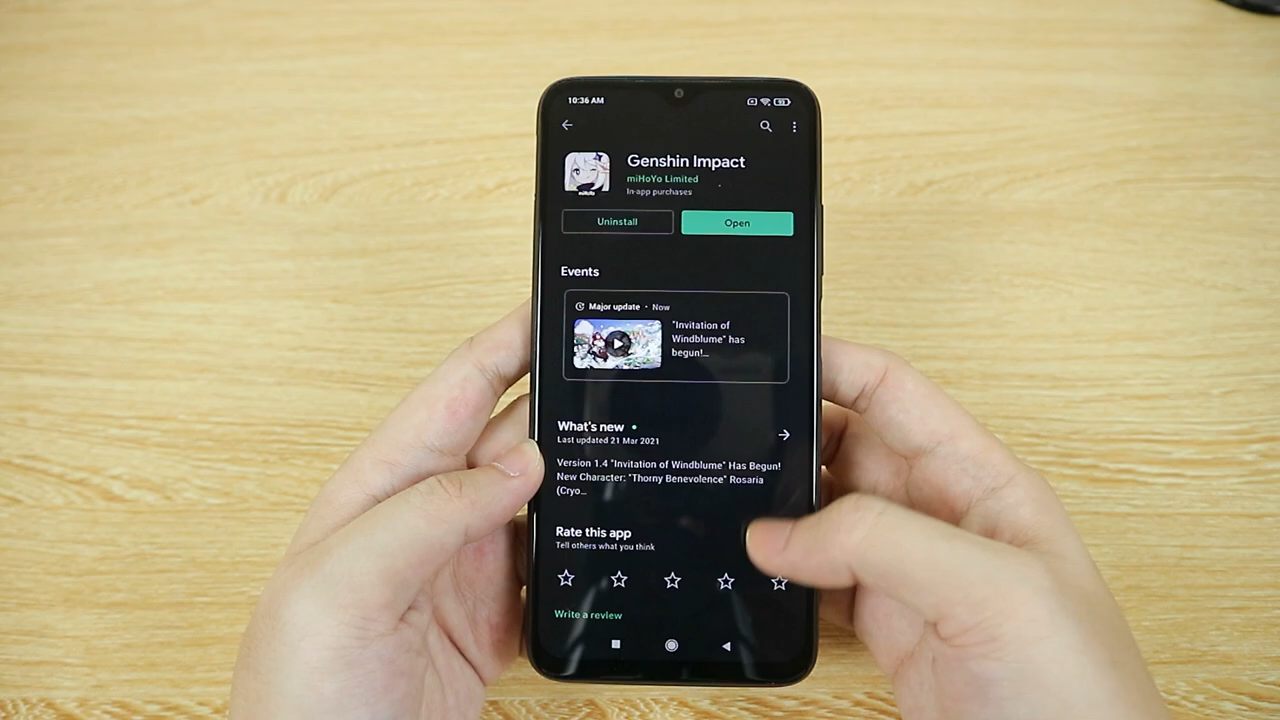 10:36 AM
93
Genshin Impact
miHoYo Limited
In-app purchases
miHoYo
Uninstall
Open
Events
Major update • Now
"Invitation of
Windblume" has
begun!…
What's new •
Last updated 21 Mar 2021
Version 1.4 "Invitation of Windblume" Has Begun!
New Character: "Thorny Benevolence" Rosaria
(Cryo…
Rate this app
Tell others what you think
Write a review